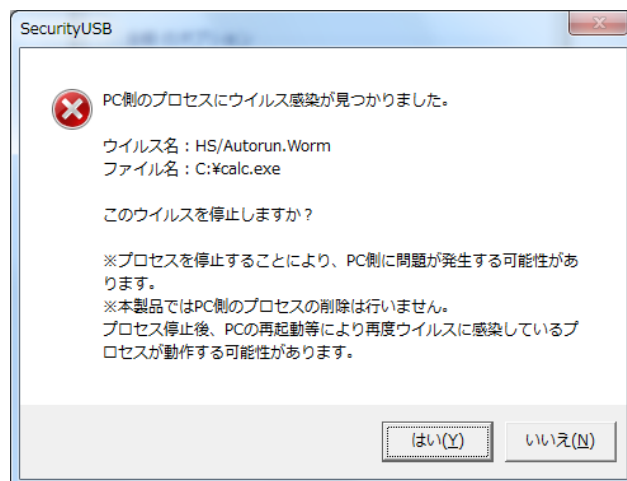 SecurityUSB
PC側のプロセスにウイルス感染が見つかりました。
ウイルス名：HS/Autorun.Worm
ファイル名：C:¥calc.exe
このウイルスを停止しますか？
※プロセスを停止することにより、PC側に問題が発生する可能性があ
ります。
※本製品ではPC側のプロセスの削除は行いません。
プロセス停止後、PCの再起動等により再度ウイルスに感染しているプ
ロセスが動作する可能性があります。
はい(Y)
いいえ(N)